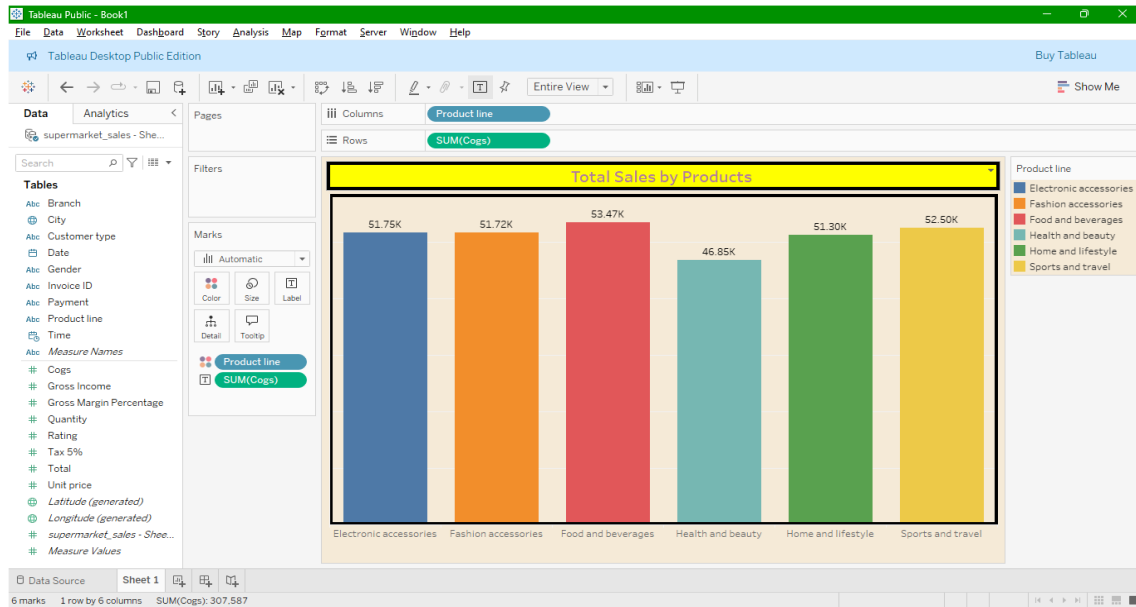 Tableau Public - Book1
File Data Worksheet Dashboard Story Analysis Map Format Server Window Help
Tableau Desktop Public Edition
Buy Tableau
Entire View
Show Me
Data Analytics
supermarket_sales - She...
Search
Tables
Abc Branch
City
Abc Customer type
Date
Abc Gender
Abc Invoice ID
Abc Payment
Abc Product line
Time
Abc Measure Names
# Cogs
# Gross Income
# Gross Margin Percentage
# Quantity
# Rating
# Tax 5%
# Total
# Unit price
Latitude (generated)
Longitude (generated)
# supermarket_sales - Shee...
# Measure Values
Pages
Filters
Marks
Automatic
Color Size Label
Detail Tooltip
Product line
SUM(Cogs)
Columns Product line
Rows SUM(Cogs)
Total Sales by Products
51.75K 51.72K 53.47K 46.85K 51.30K 52.50K
Electronic accessories Fashion accessories Food and beverages Health and beauty Home and lifestyle Sports and travel
Product line
Electronic accessories
Fashion accessories
Food and beverages
Health and beauty
Home and lifestyle
Sports and travel
Data Source Sheet 1
6 marks 1 row by 6 columns SUM(Cogs): 307,587